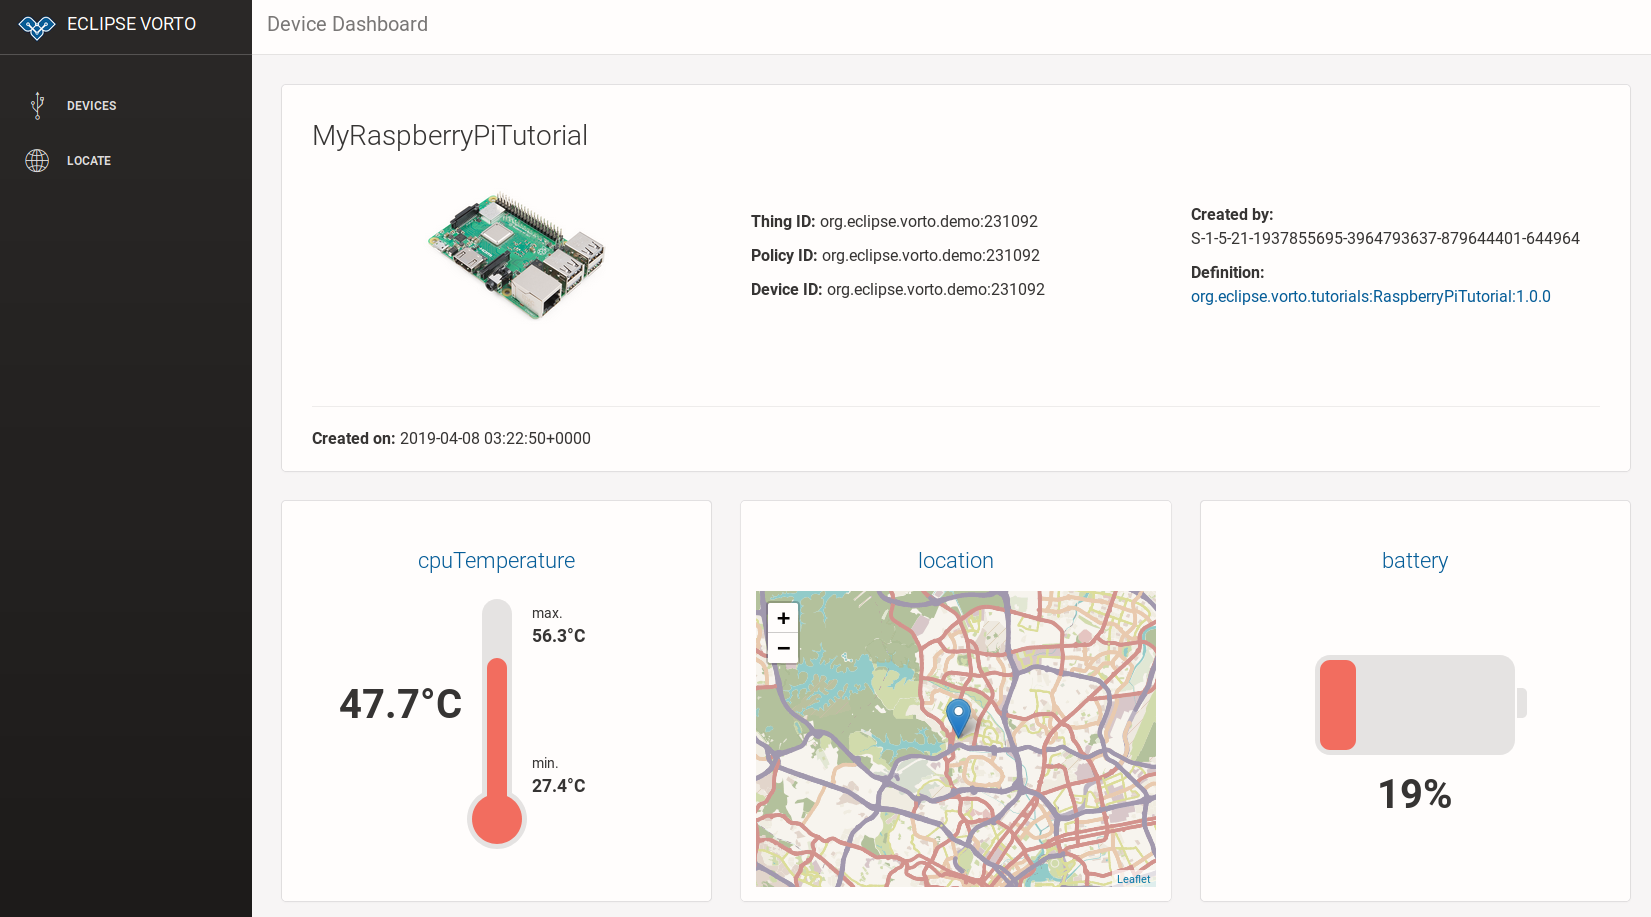 ECLIPSE VORTO
Device Dashboard
DEVICES
LOCATE
MyRaspberryPiTutorial
Thing ID: org.eclipse.vorto.demo:231092
Policy ID: org.eclipse.vorto.demo:231092
Device ID: org.eclipse.vorto.demo:231092
Created by:
S-1-5-21-1937855695-3964793637-879644401-644964
Definition:
org.eclipse.vorto.tutorials:RaspberryPiTutorial:1.0.0
Created on: 2019-04-08 03:22:50+0000
cpuTemperature
max.
56.3°C
47.7°C
min.
27.4°C
location
+
−
Leaflet
battery
19%